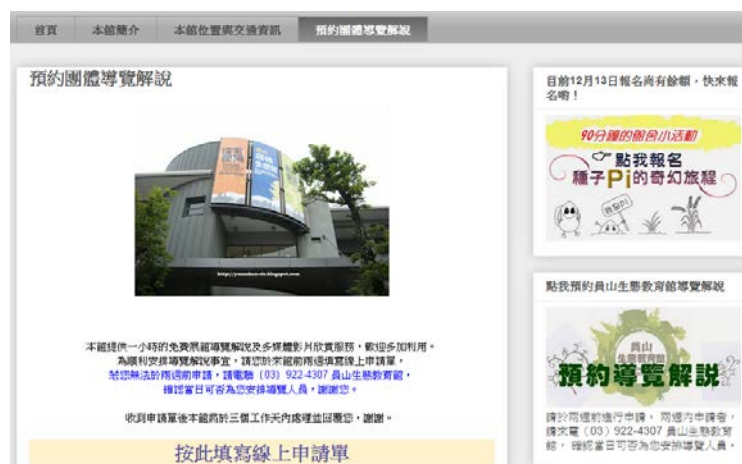 首頁 本館簡介 本館位置與交通資訊 預約團體導覽解說
預約團體導覽解說
本館提供一小時的免費展館導覽解說及多媒體影片欣賞服務，歡迎多加利用。
為順利安排導覽解說事宜，請您於來館前兩週填寫線上申請單，
若您無法於兩週前申請，請電聯 (03) 922-4307 員山生態教育館，
確認當日可否為您安排導覽人員，謝謝您。
收到申請單後本館將於三個工作天內處理並回覆您，謝謝。
按此填寫線上申請單
目前12月13日報名尚有餘額，快來報
名喲！
90分鐘的館舍小活動
點我報名
種子Pi的奇幻旅程
點我預約員山生態教育館導覽解說
員山
生態教育館
預約導覽解說
請於兩週前進行申請， 兩週內申請者，
請來電 (03) 922-4307 員山生態教育
館， 確認當日可否為您安排導覽人員。